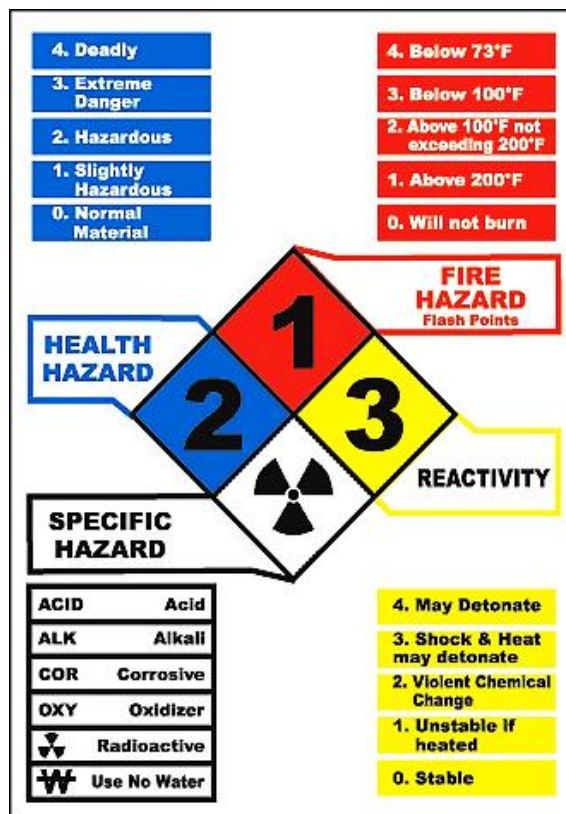 4. Deadly
3. Extreme
Danger
2. Hazardous
1. Slightly
Hazardous
0. Normal
Material
4. Below 73°F
3. Below 100°F
2. Above 100°F not
exceeding 200°F
1. Above 200°F
0. Will not burn
FIRE
HAZARD
Flash Points
HEALTH
HAZARD
1
2
3
REACTIVITY
SPECIFIC
HAZARD
ACID Acid
ALK Alkali
COR Corrosive
OXY Oxidizer
Radioactive
W Use No Water
4. May Detonate
3. Shock & Heat
may detonate
2. Violent Chemical
Change
1. Unstable if
heated
0. Stable